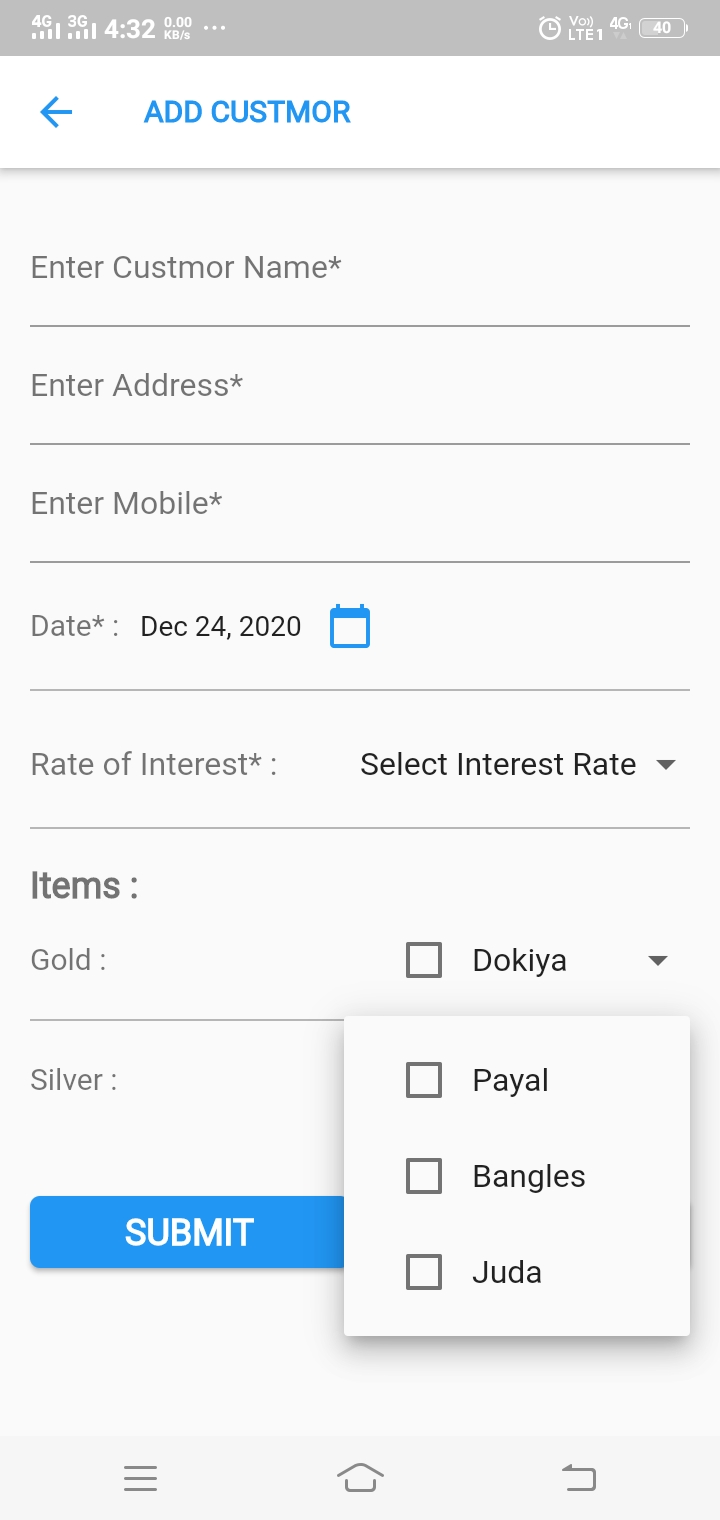 4G 3G 4:32 0.00 KB/s ... Vo)) LTE1 4G1 40
ADD CUSTMOR
Enter Custmor Name*
Enter Address*
Enter Mobile*
Date* : Dec 24, 2020
Rate of Interest* : Select Interest Rate
Items :
Gold : Dokiya
Silver : Payal
Bangles
SUBMIT
Juda